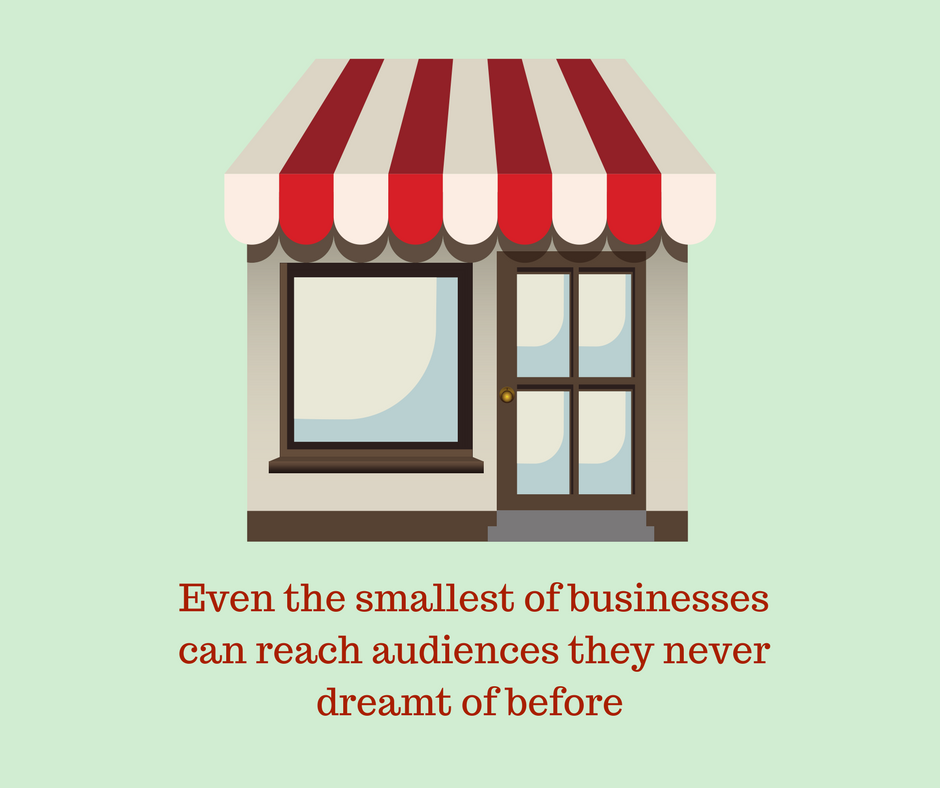 Even the smallest of businesses
can reach audiences they never
dreamt of before